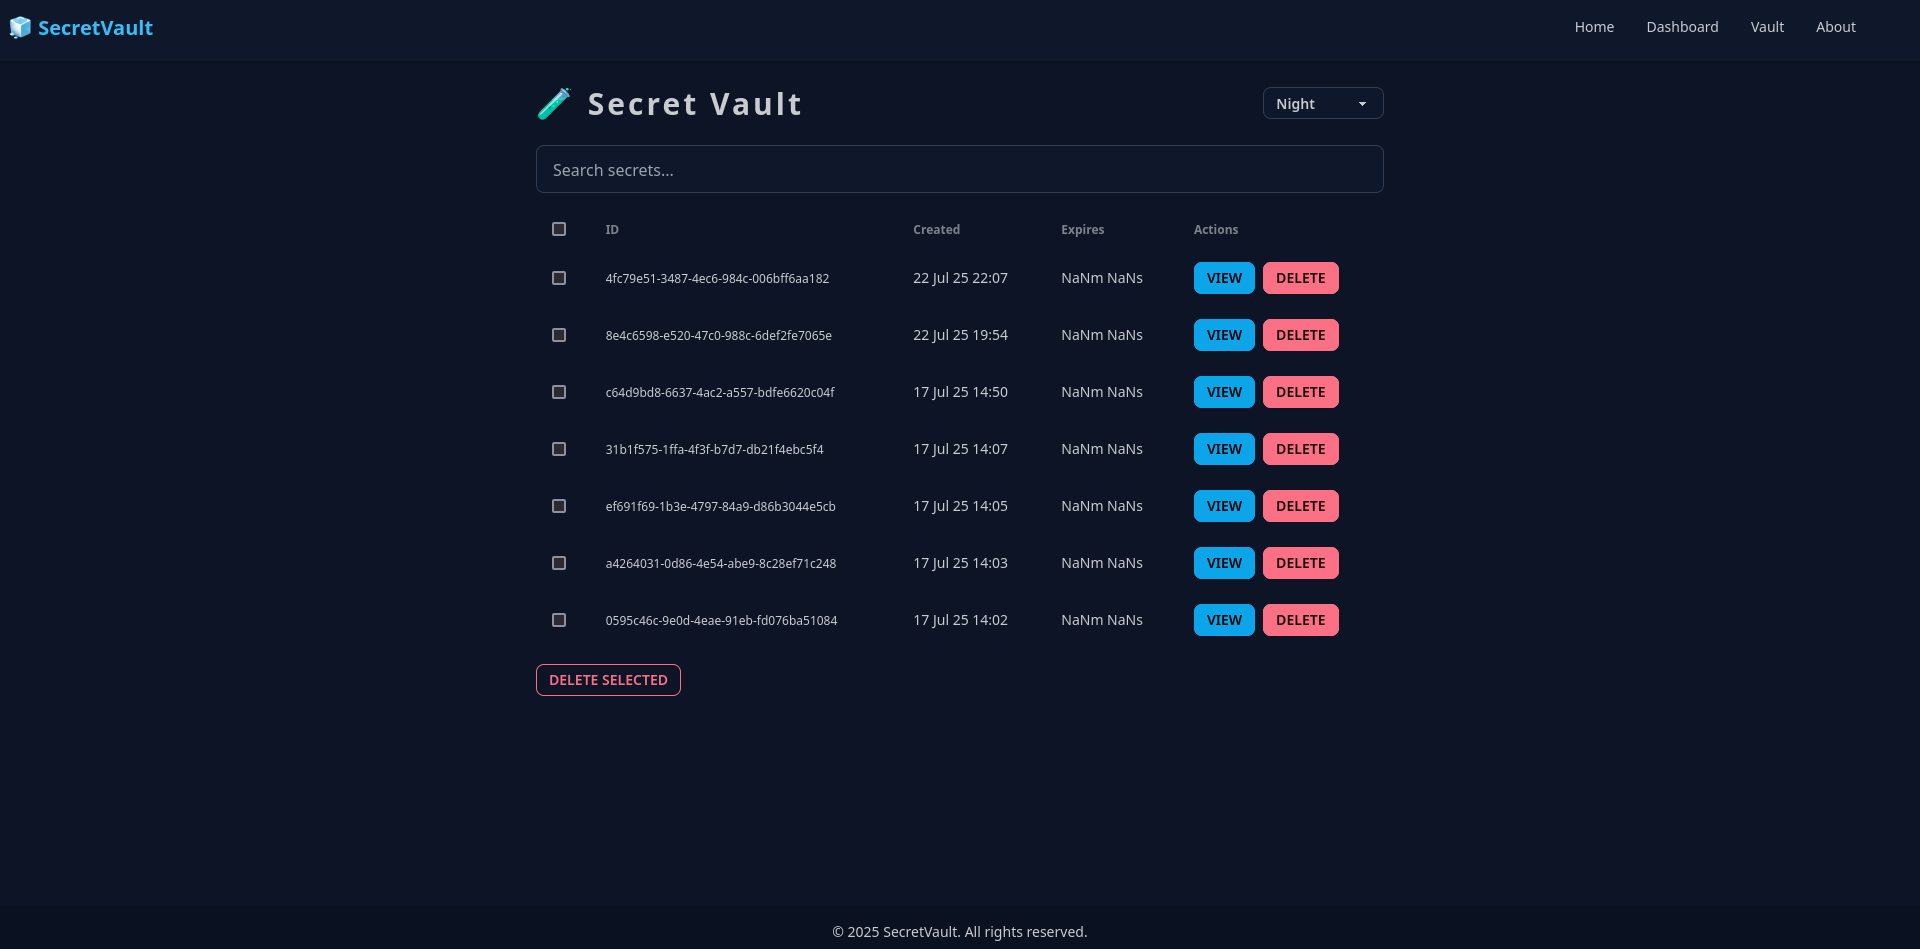 SecretVault
Home Dashboard Vault About
Secret Vault
Night
Search secrets...
ID Created Expires Actions
4fc79e51-3487-4ec6-984c-006bff6aa182 22 Jul 25 22:07 NaNm NaNs VIEW DELETE
8e4c6598-e520-47c0-988c-6def2fe7065e 22 Jul 25 19:54 NaNm NaNs VIEW DELETE
c64d9bd8-6637-4ac2-a557-bdfe6620c04f 17 Jul 25 14:50 NaNm NaNs VIEW DELETE
31b1f575-1ffa-4f3f-b7d7-db21f4ebc5f4 17 Jul 25 14:07 NaNm NaNs VIEW DELETE
ef691f69-1b3e-4797-84a9-d86b3044e5cb 17 Jul 25 14:05 NaNm NaNs VIEW DELETE
a4264031-0d86-4e54-abe9-8c28ef71c248 17 Jul 25 14:03 NaNm NaNs VIEW DELETE
0595c46c-9e0d-4eae-91eb-fd076ba51084 17 Jul 25 14:02 NaNm NaNs VIEW DELETE
DELETE SELECTED
© 2025 SecretVault. All rights reserved.